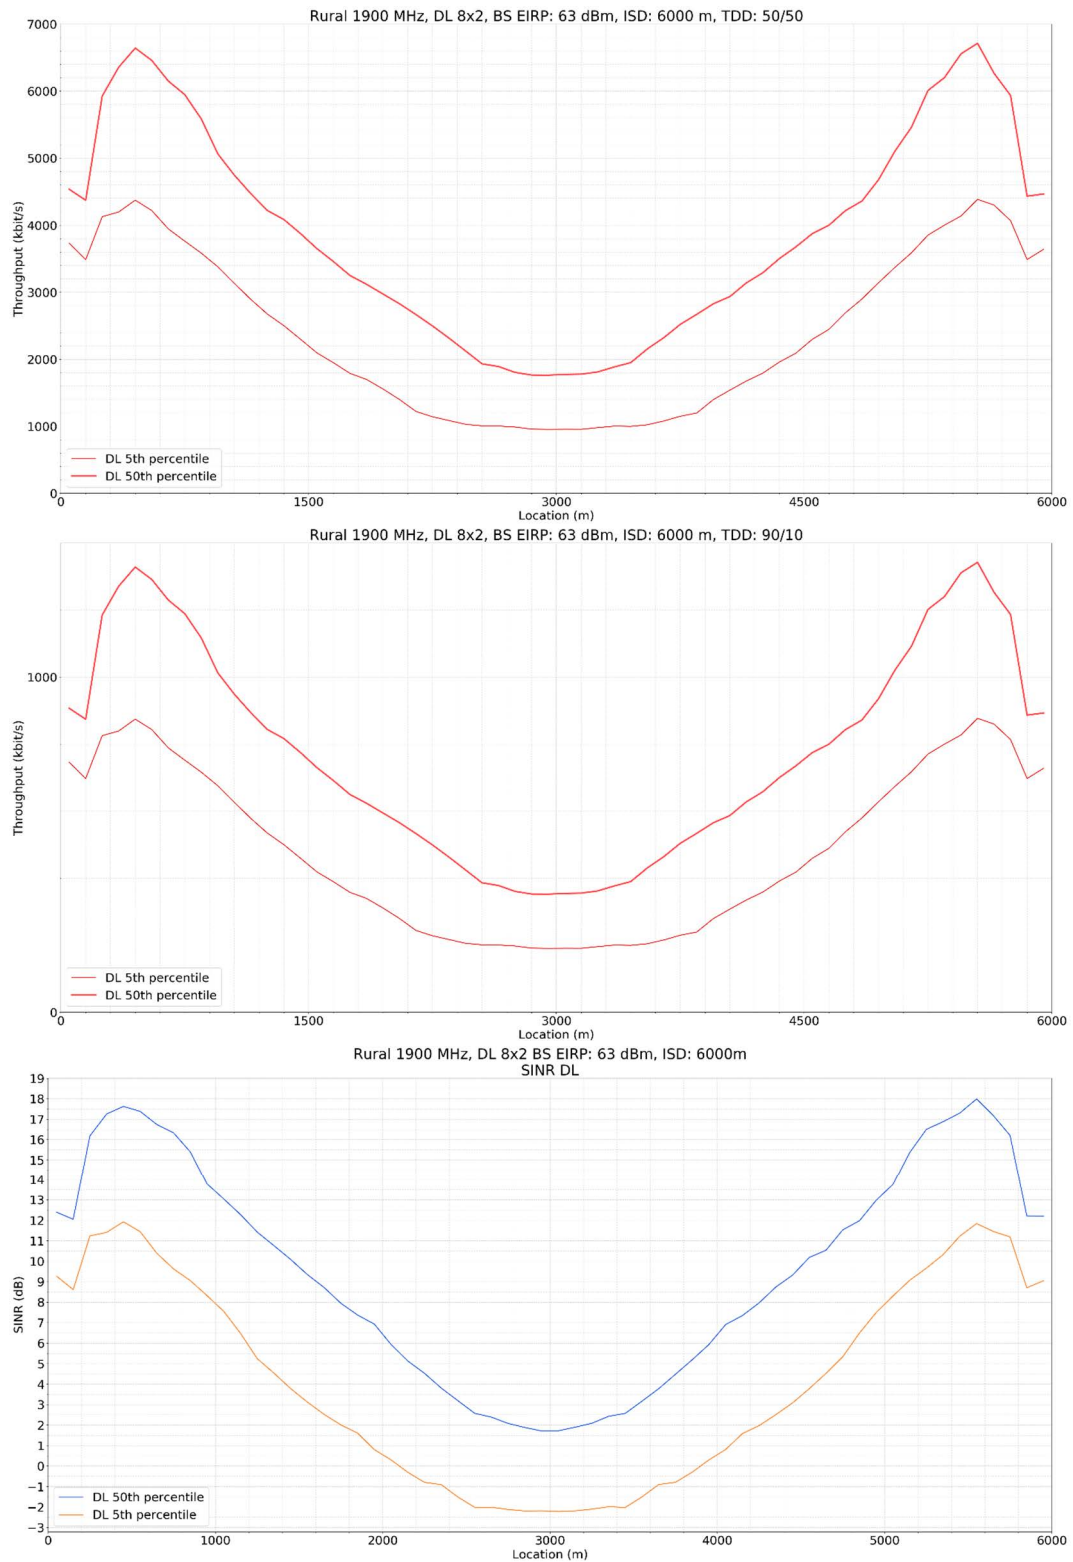 Rural 1900 MHz, DL 8x2, BS EIRP: 63 dBm, ISD: 6000 m, TDD: 50/50
7000
6000
5000
4000
3000
2000
1000
0
Throughput (kbit/s)
DL 5th percentile
DL 50th percentile
0 1500 3000 4500 6000
Location (m)
Rural 1900 MHz, DL 8x2, BS EIRP: 63 dBm, ISD: 6000 m, TDD: 90/10
1000
0
Throughput (kbit/s)
DL 5th percentile
DL 50th percentile
0 1500 3000 4500 6000
Location (m)
Rural 1900 MHz, DL 8x2 BS EIRP: 63 dBm, ISD: 6000m
SINR DL
19
18
17
16
15
14
13
12
11
10
9
8
7
6
5
4
3
2
1
0
−1
−2
−3
SINR (dB)
DL 50th percentile
DL 5th percentile
0 1000 2000 3000 4000 5000 6000
Location (m)